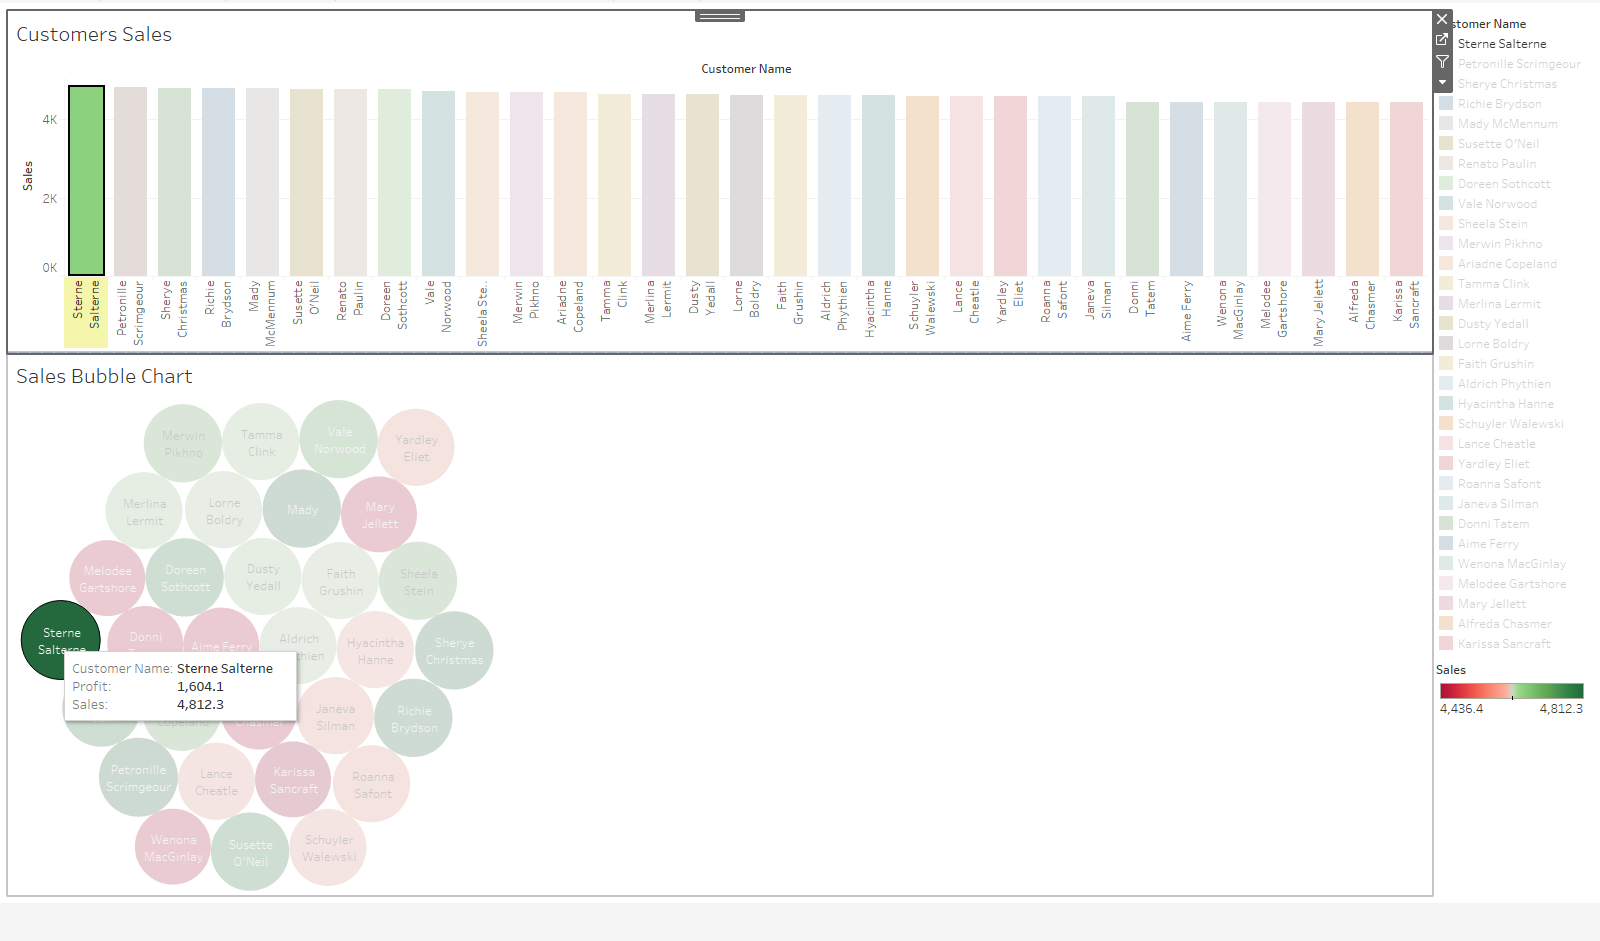 Customers Sales
Customer Name
Sales
4K
2K
0K
Sterne
Salterne
Petronille
Scrimgeour
Sherye
Christmas
Richie
Brydson
Mady
McMennum
Susette
O'Neil
Renato
Paulin
Doreen
Sothcott
Vale
Norwood
Sheela Ste..
Merwin
Pikhno
Ariadne
Copeland
Tamma
Clink
Merlina
Lermit
Dusty
Yedall
Lorne
Boldry
Faith
Grushin
Aldrich
Phythien
Hyacintha
Hanne
Schuyler
Walewski
Lance
Cheatle
Yardley
Eliet
Roanna
Safont
Janeva
Silman
Donni
Tatem
Aime Ferry
Wenona
MacGinlay
Melodee
Gartshore
Mary Jellett
Alfreda
Chasmer
Karissa
Sancraft
stomer Name
Sterne Salterne
Petronille Scrimgeour
Sherye Christmas
Richie Brydson
Mady McMennum
Susette O'Neil
Renato Paulin
Doreen Sothcott
Vale Norwood
Sheela Stein
Merwin Pikhno
Ariadne Copeland
Tamma Clink
Merlina Lermit
Dusty Yedall
Lorne Boldry
Faith Grushin
Aldrich Phythien
Hyacintha Hanne
Schuyler Walewski
Lance Cheatle
Yardley Eliet
Roanna Safont
Janeva Silman
Donni Tatem
Aime Ferry
Wenona MacGinlay
Melodee Gartshore
Mary Jellett
Alfreda Chasmer
Karissa Sancraft
Sales
4,436.4 4,812.3
Sales Bubble Chart
Merwin
Pikhno
Tamma
Clink
Vale
Norwood
Yardley
Eliet
Merlina
Lermit
Lorne
Boldry
Mady
Mary
Jellett
Melodee
Gartshore
Doreen
Sothcott
Dusty
Yedall
Faith
Grushin
Sheela
Stein
Sterne
Salterne
Donni
Aime Ferry
Aldrich
thien
Hyacintha
Hanne
Sherye
Christmas
Customer Name: Sterne Salterne
Profit: 1,604.1
Sales: 4,812.3
Copeland
Chasmer
Janeva
Silman
Richie
Brydson
Petronille
Scrimgeour
Lance
Cheatle
Karissa
Sancraft
Roanna
Safont
Wenona
MacGinlay
Susette
O'Neil
Schuyler
Walewski